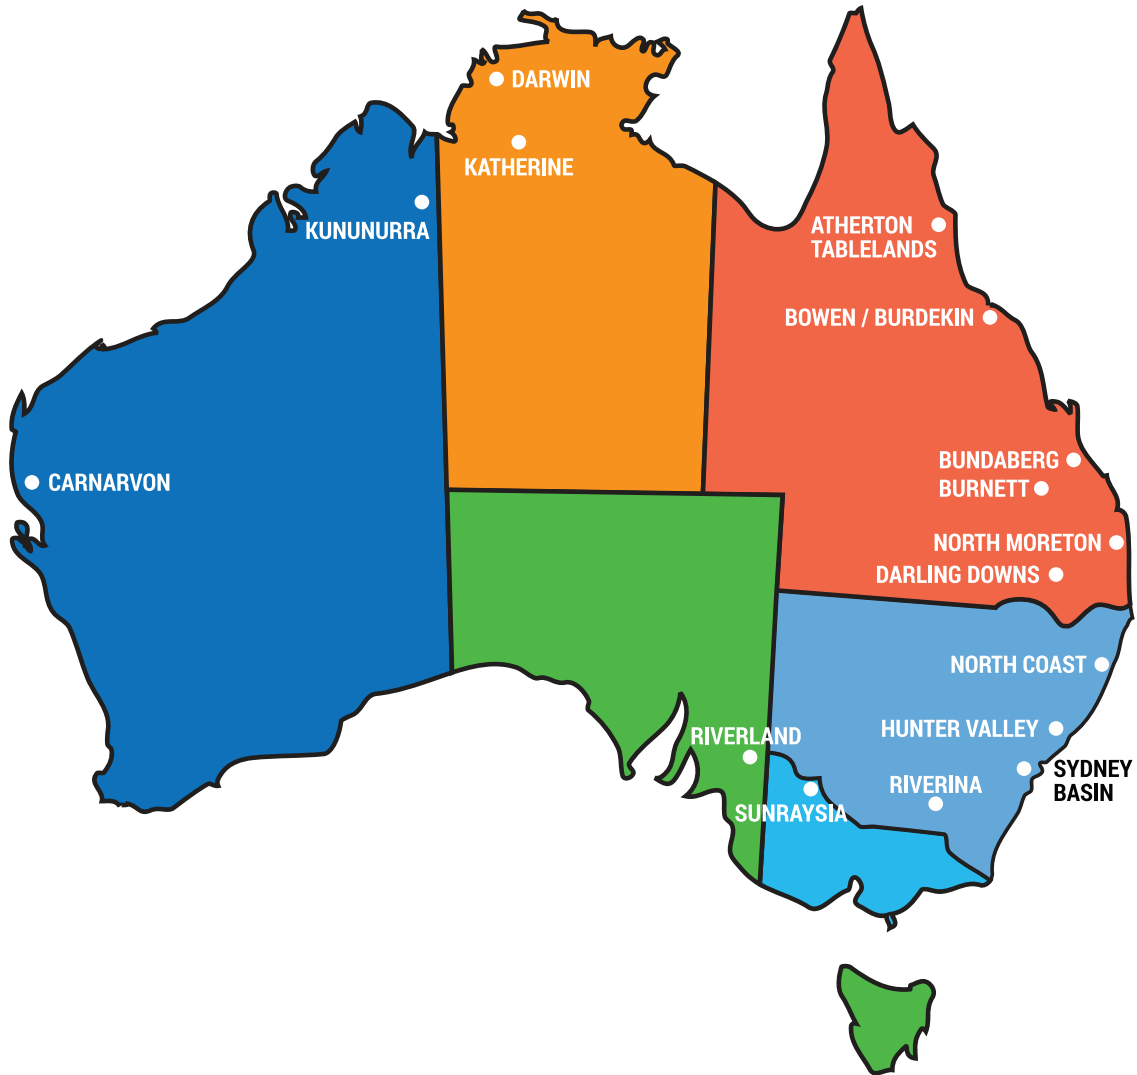 DARWIN
KATHERINE
KUNUNURRA
ATHERTON
TABLELANDS
BOWEN / BURDEKIN
BUNDABERG
CARNARVON
BURNETT
NORTH MORETON
DARLING DOWNS
NORTH COAST
HUNTER VALLEY
RIVERLAND
SYDNEY
BASIN
RIVERINA
SUNRAYSIA